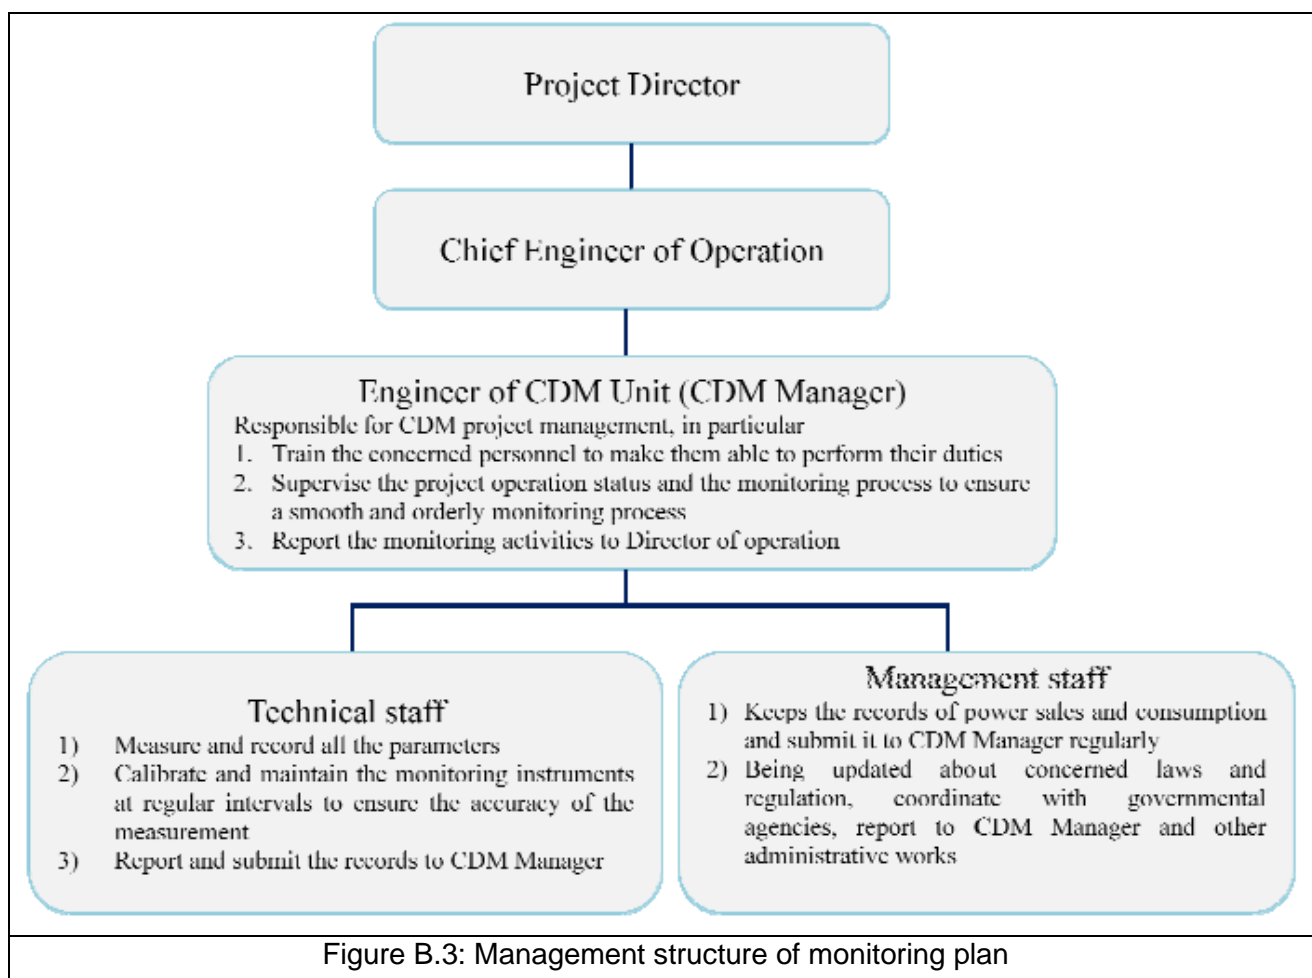 Project Director
Chief Engineer of Operation
Engineer of CDM Unit (CDM Manager)
Responsible for CDM project management, in particular
1. Train the concerned personnel to make them able to perform their duties
2. Supervise the project operation status and the monitoring process to ensure
a smooth and orderly monitoring process
3. Report the monitoring activities to Director of operation
Technical staff
1) Measure and record all the parameters
2) Calibrate and maintain the monitoring instruments
at regular intervals to ensure the accuracy of the
measurement
3) Report and submit the records to CDM Manager
Management staff
1) Keeps the records of power sales and consumption
and submit it to CDM Manager regularly
2) Being updated about concerned laws and
regulation, coordinate with governmental
agencies, report to CDM Manager and other
administrative works
Figure B.3: Management structure of monitoring plan